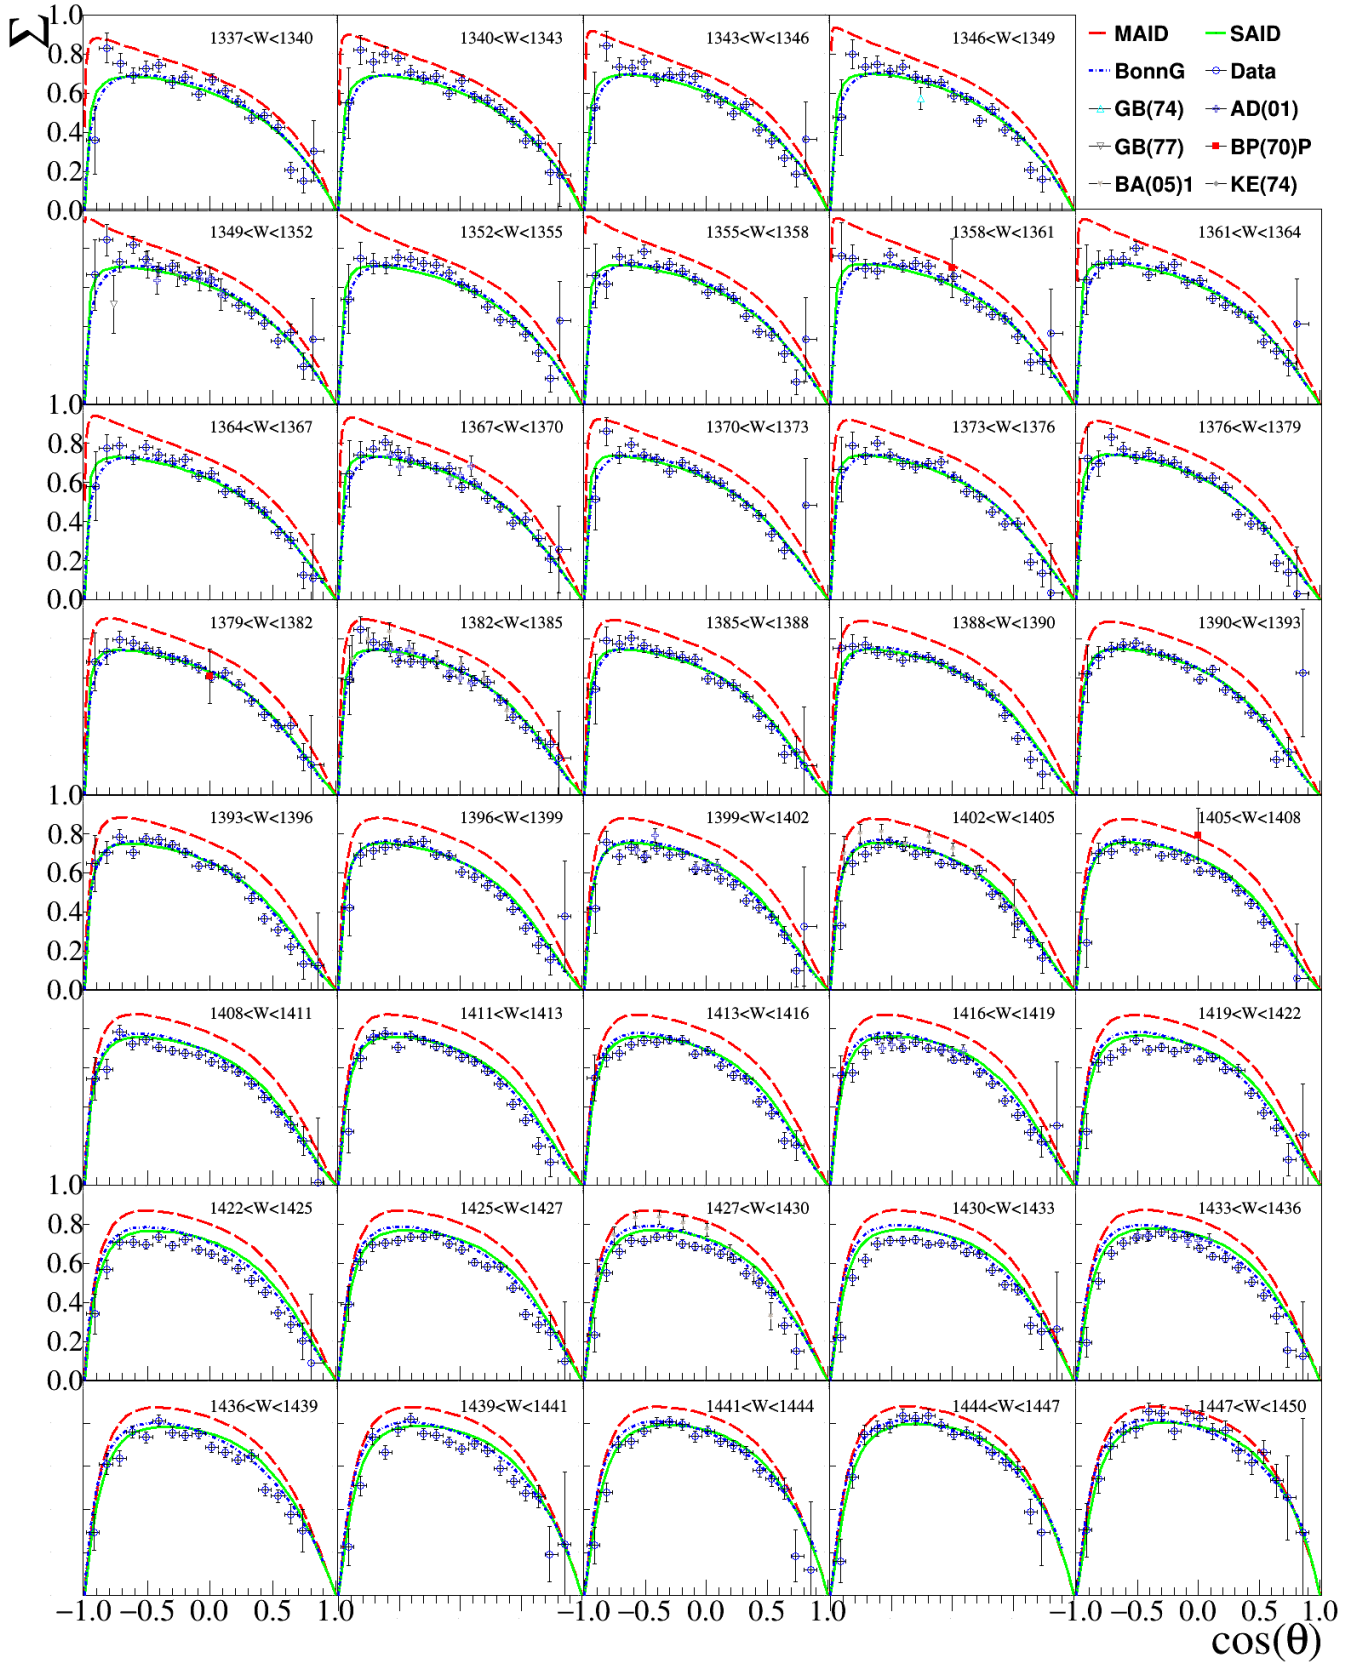 Σ
1.0 1337<W<1340 1340<W<1343 1343<W<1346 1346<W<1349
0.8
0.6
0.4
0.2
0.0
MAID SAID
BonnG Data
GB(74) AD(01)
GB(77) BP(70)P
BA(05)1 KE(74)
1349<W<1352 1352<W<1355 1355<W<1358 1358<W<1361 1361<W<1364
1.0
1.0
1364<W<1367 1367<W<1370 1370<W<1373 1373<W<1376 1376<W<1379
0.8
0.6
0.4
0.2
0.0
1379<W<1382 1382<W<1385 1385<W<1388 1388<W<1390 1390<W<1393
1.0
1.0
1393<W<1396 1396<W<1399 1399<W<1402 1402<W<1405 1405<W<1408
0.8
0.6
0.4
0.2
0.0
1408<W<1411 1411<W<1413 1413<W<1416 1416<W<1419 1419<W<1422
1.0
1.0
1422<W<1425 1425<W<1427 1427<W<1430 1430<W<1433 1433<W<1436
0.8
0.6
0.4
0.2
0.0
1436<W<1439 1439<W<1441 1441<W<1444 1444<W<1447 1447<W<1450
−1.0 −0.5 0.0 0.5 1.0 −1.0 −0.5 0.0 0.5 1.0 −1.0 −0.5 0.0 0.5 1.0
cos(θ)